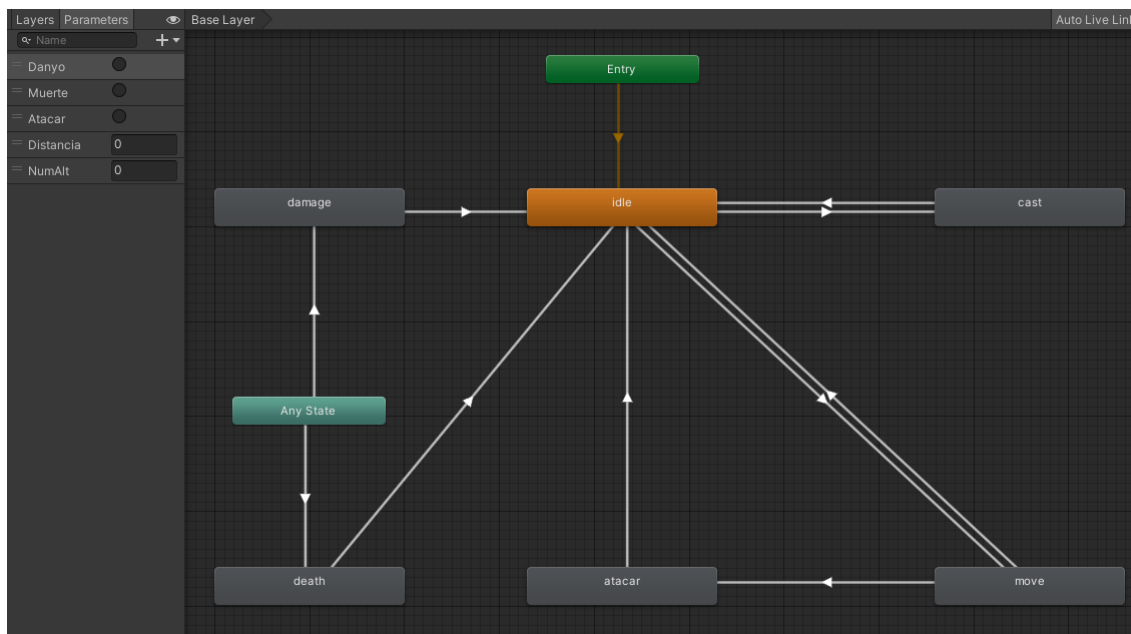 Layers Parameters
Base Layer
Auto Live Lin
Name
Danyo
Muerte
Atacar
Distancia 0
NumAlt 0
Entry
damage
idle
cast
Any State
death
atacar
move